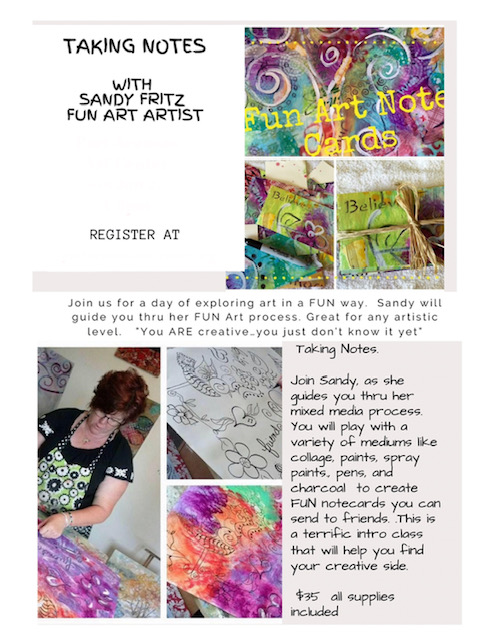 TAKING NOTES
WITH
SANDY FRITZ
FUN ART ARTIST
REGISTER AT
Fun Art Note
Cards
Believe
Believe
Join us for a day of exploring art in a FUN way. Sandy will
guide you thru her FUN Art process. Great for any artistic
level. "You ARE creative…you just don't know it yet"
Taking Notes.
Join Sandy, as she
guides you thru her
mixed media process.
You will play with a
variety of mediums like
collage, paints, spray
paints, pens, and
charcoal to create
FUN notecards you can
send to friends. .This is
a terrific intro class
that will help you find
your creative side.
$35 all supplies
included